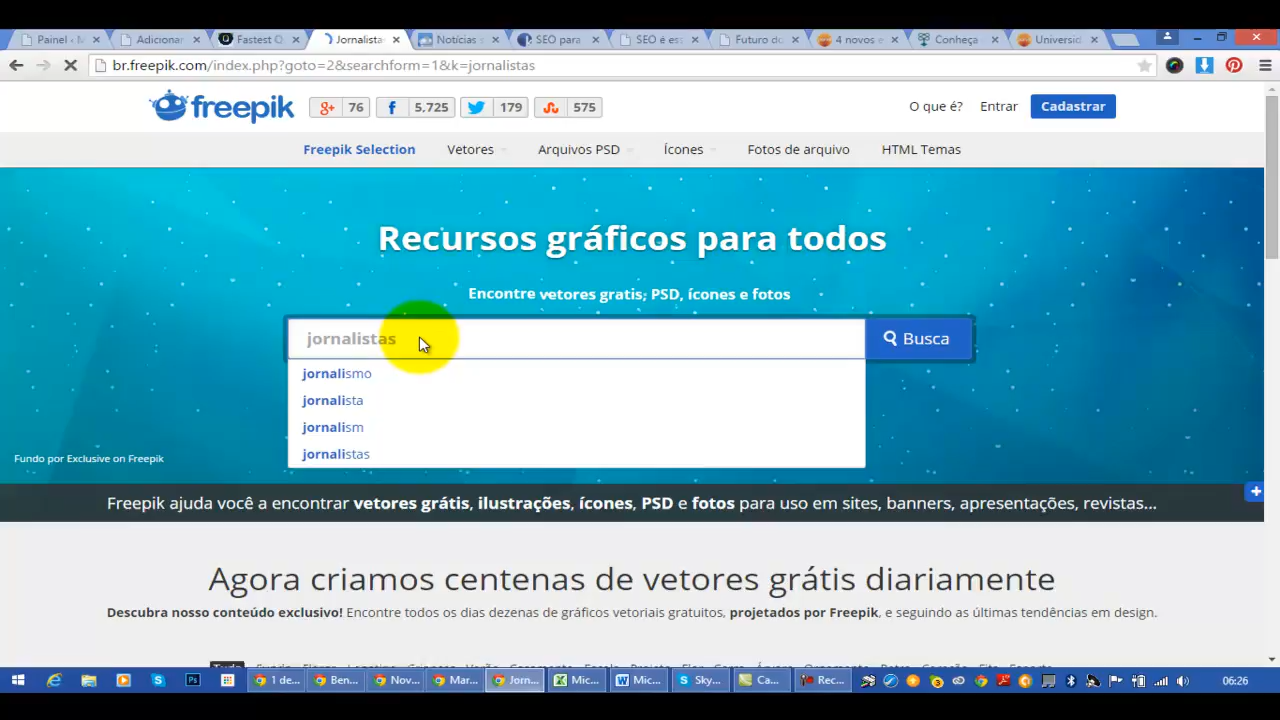 Painel ‹ M
Adicionar
Fastest Q
Jornalista
Notícias
SEO para
SEO é es
Futuro do
4 novos e
Conheça
Universid
br.freepik.com/index.php?goto=2&searchform=1&k=jornalistas
freepik
76
5,725
179
575
O que é?
Entrar
Cadastrar
Freepik Selection
Vetores
Arquivos PSD
Ícones
Fotos de arquivo
HTML Temas
Recursos gráficos para todos
Encontre vetores gratis, PSD, ícones e fotos
jornalistas
Busca
jornalismo
jornalista
jornalism
jornalistas
Fundo por Exclusive on Freepik
Freepik ajuda você a encontrar vetores grátis, ilustrações, ícones, PSD e fotos para uso em sites, banners, apresentações, revistas...
Agora criamos centenas de vetores grátis diariamente
Descubra nosso conteúdo exclusivo! Encontre todos os dias dezenas de gráficos vetoriais gratuitos, projetados por Freepik, e seguindo as últimas tendências em design.
1 de...
Ben...
Nov...
Mar...
Jorn...
Mic...
Mic...
Sky...
Ca...
Rec...
06:26